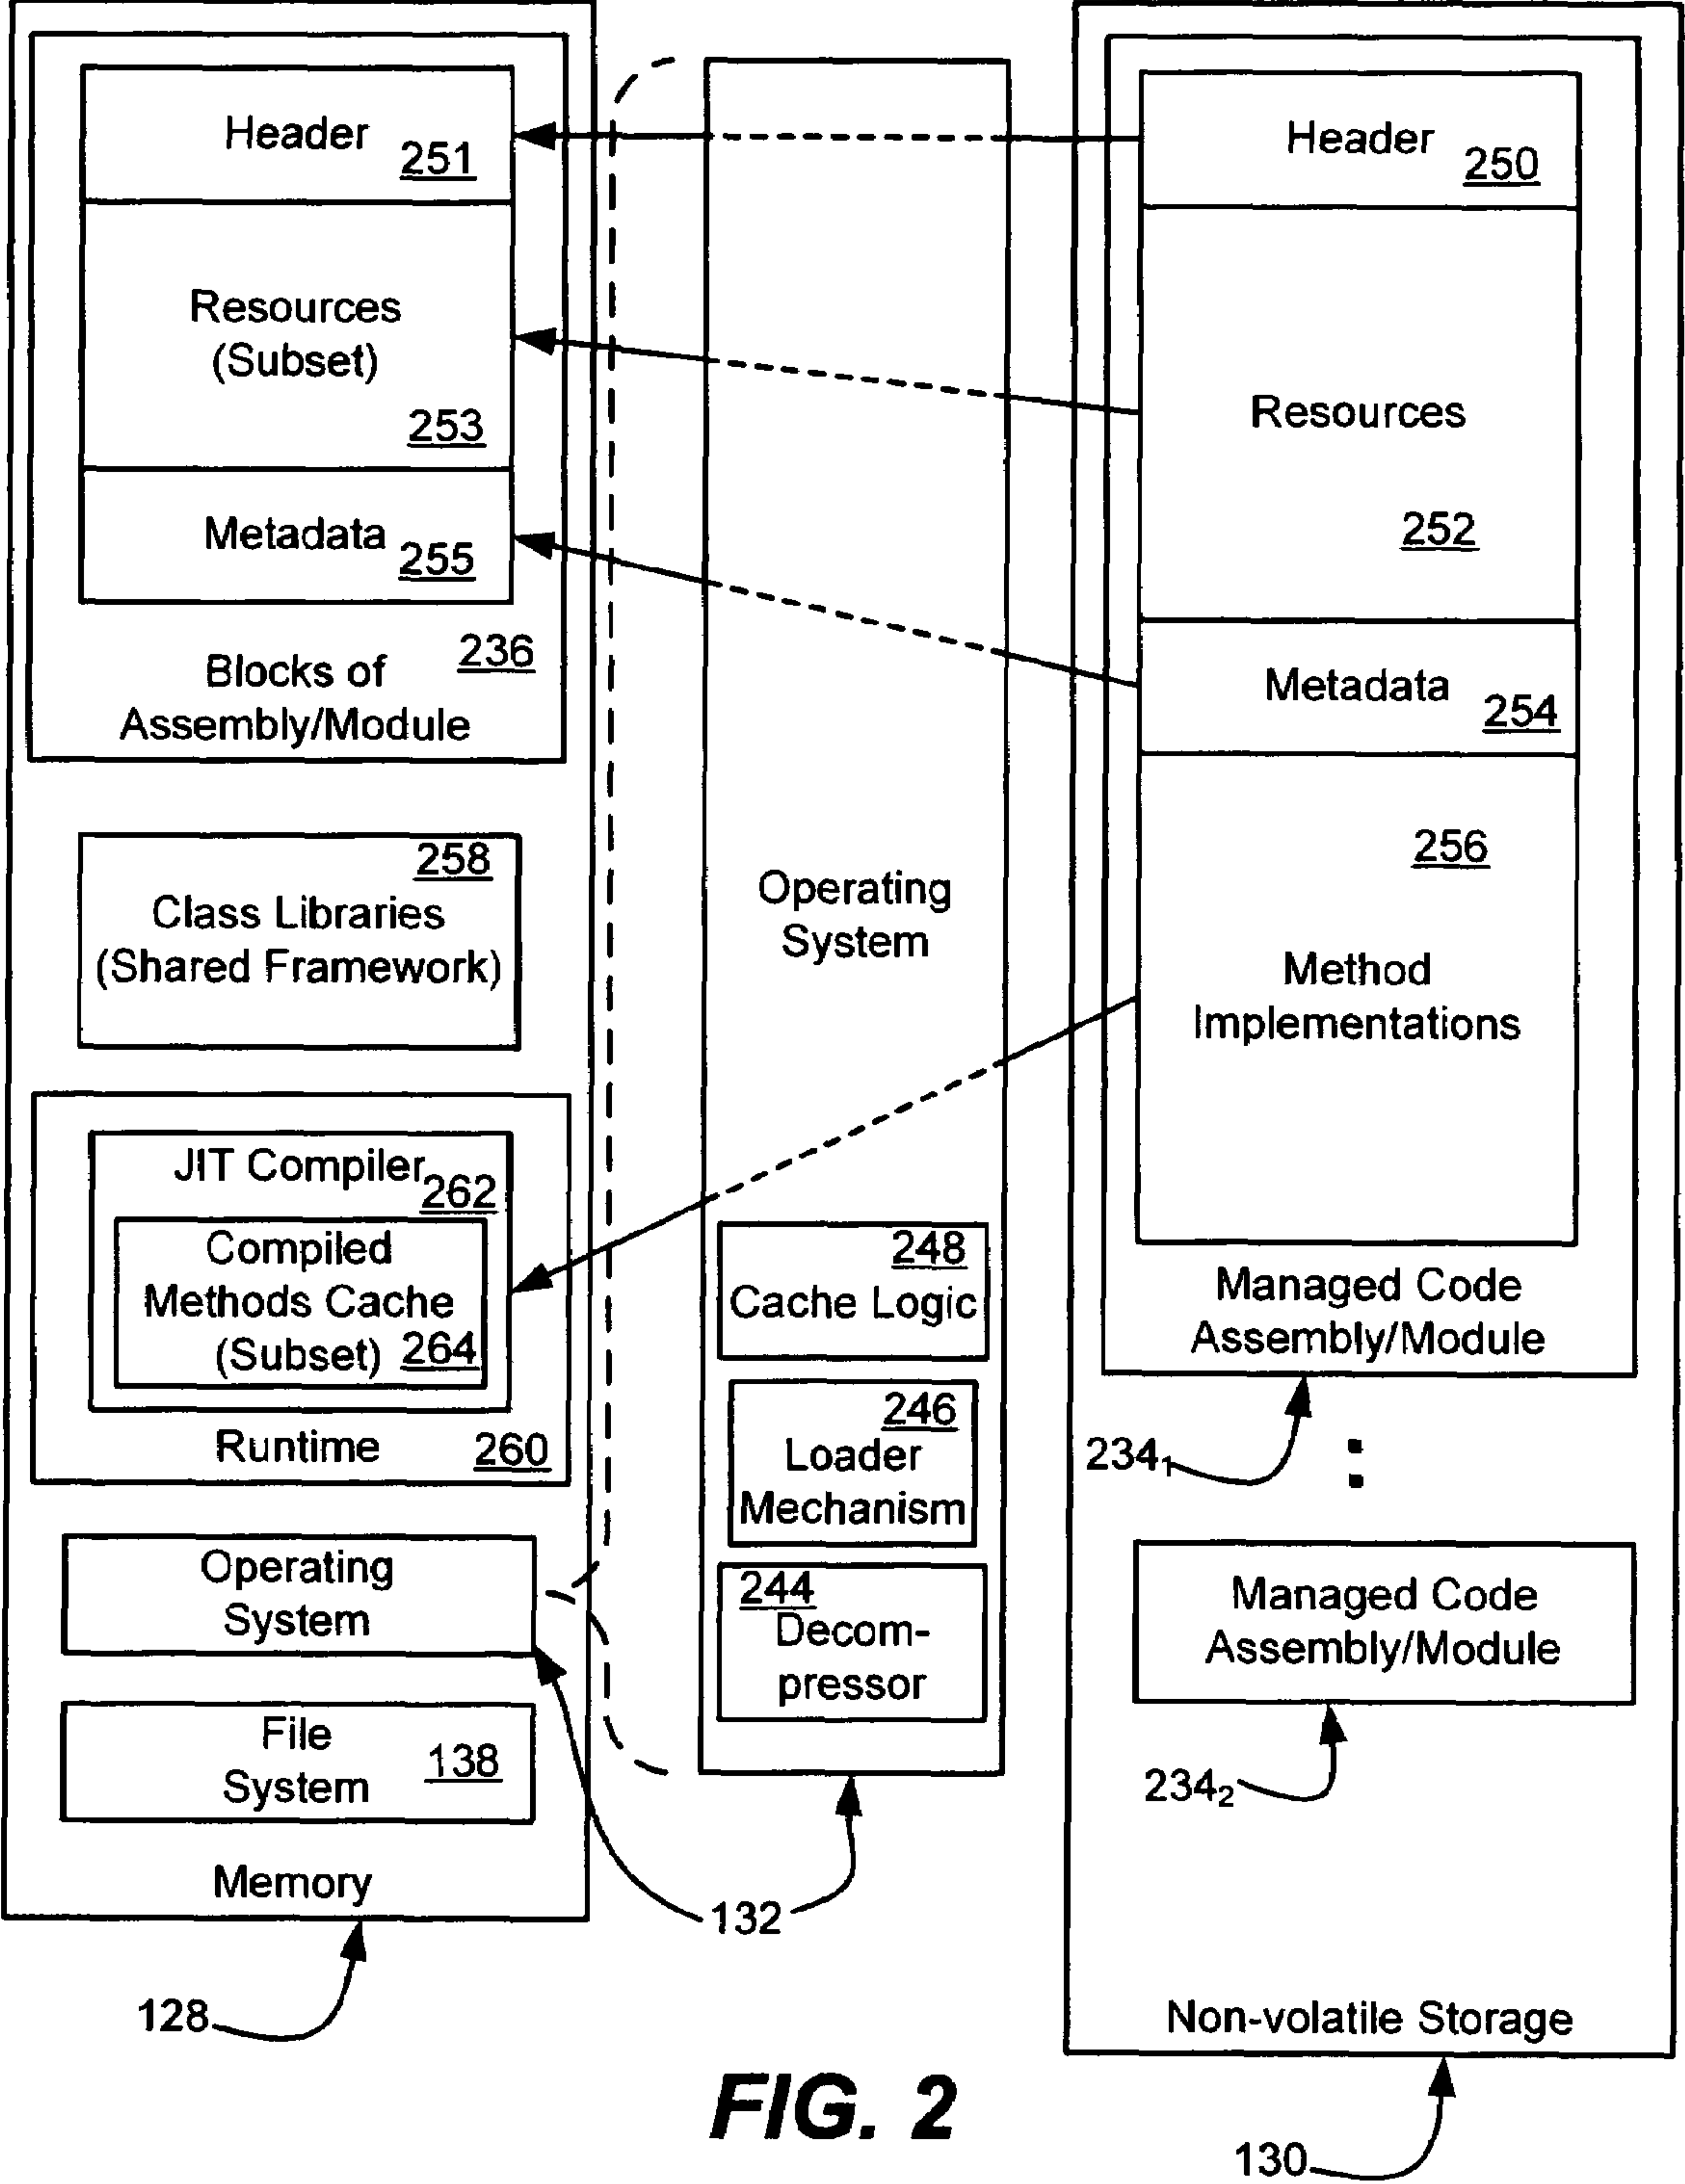 Header
251
Resources
(Subset)
253
Metadata
255
236
Blocks of
Assembly/Module
258
Class Libraries
(Shared Framework)
JIT Compiler
262
Compiled
Methods Cache
(Subset) 264
Runtime 260
Operating
System
File
System 138
Memory
128
Operating
System
248
Cache Logic
246
Loader
Mechanism
244
Decom-
pressor
132
Header
250
Resources
252
Metadata
254
256
Method
Implementations
Managed Code
Assembly/Module
234₁
Managed Code
Assembly/Module
234₂
Non-volatile Storage
130
FIG. 2